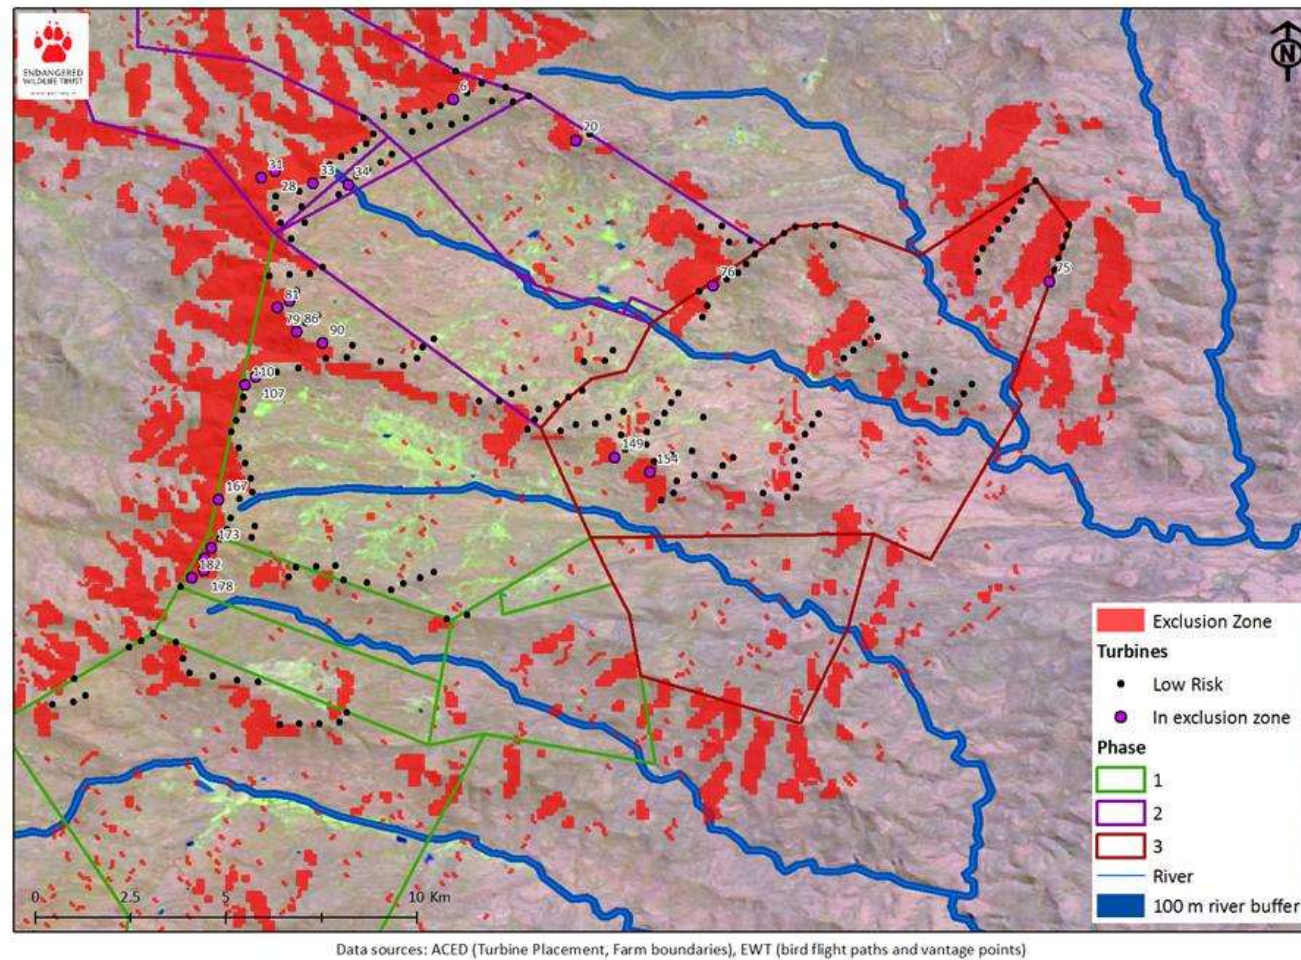 ENDANGERED
WILDLIFE TRUST
N
6
20
31
33
34
28
76
75
81
79
86
90
110
107
149
154
167
173
182
178
Exclusion Zone
Turbines
Low Risk
In exclusion zone
Phase
1
2
3
River
100 m river buffer
0
2.5
5
10 Km
Data sources: ACED (Turbine Placement, Farm boundaries), EWT (bird flight paths and vantage points)